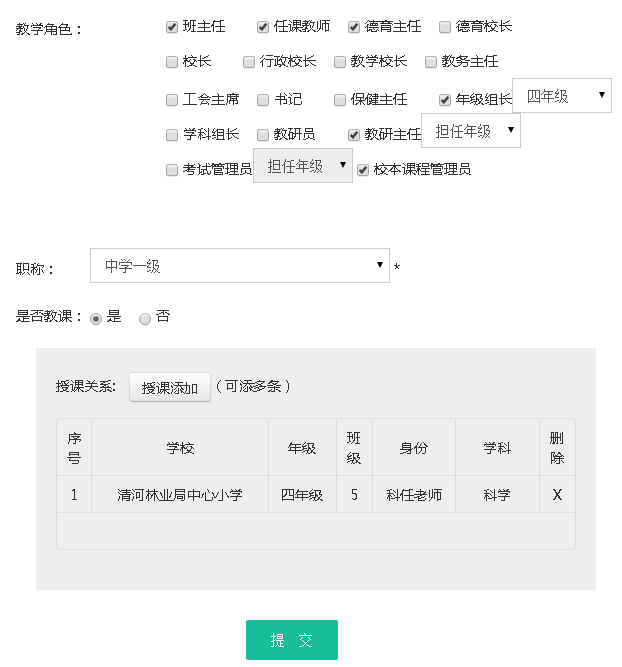 教学角色： 班主任 任课教师 德育主任 德育校长
校长 行政校长 教学校长 教务主任
工会主席 书记 保健主任 年级组长 四年级
学科组长 教研员 教研主任 担任年级
考试管理员 担任年级 校本课程管理员
职称： 中学一级 *
是否教课： 是 否
授课关系: 授课添加 （可添多条）
序号 学校 年级 班级 身份 学科 删除
1 清河林业局中心小学 四年级 5 科任老师 科学 X
提 交